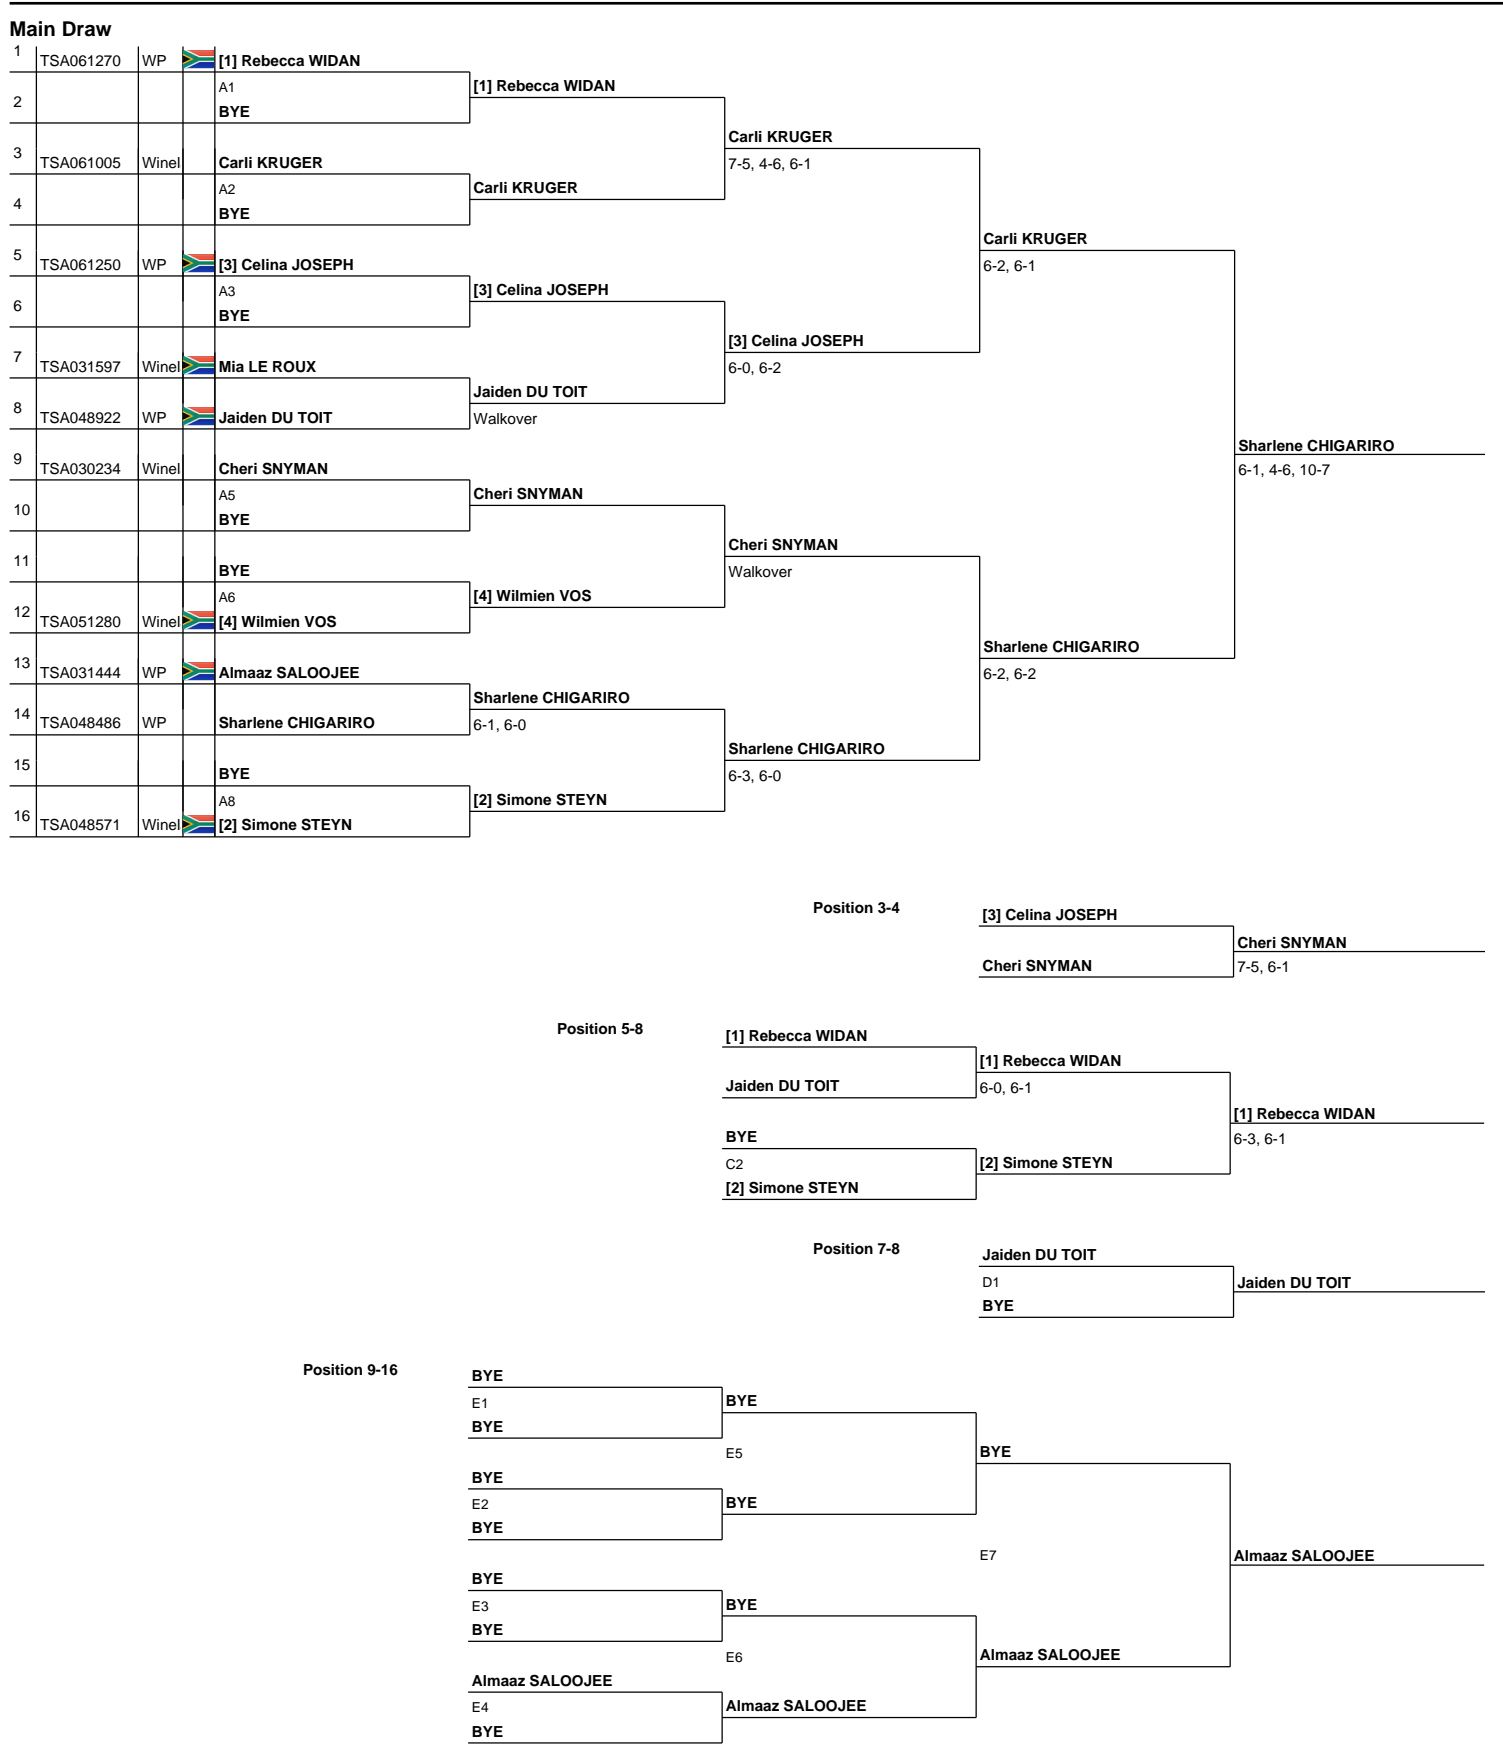 Main Draw
1 TSA061270 WP [1] Rebecca WIDAN
A1 [1] Rebecca WIDAN
2 BYE
Carli KRUGER
3 TSA061005 Winel Carli KRUGER 7-5, 4-6, 6-1
A2 Carli KRUGER
4 BYE
Carli KRUGER
5 TSA061250 WP [3] Celina JOSEPH 6-2, 6-1
A3 [3] Celina JOSEPH
6 BYE
[3] Celina JOSEPH
7 TSA031597 Winel Mia LE ROUX 6-0, 6-2
Jaiden DU TOIT
8 TSA048922 WP Jaiden DU TOIT Walkover
Sharlene CHIGARIRO
9 TSA030234 Winel Cheri SNYMAN 6-1, 4-6, 10-7
A5 Cheri SNYMAN
10 BYE
Cheri SNYMAN
11 BYE Walkover
A6 [4] Wilmien VOS
12 TSA051280 Winel [4] Wilmien VOS
Sharlene CHIGARIRO
13 TSA031444 WP Almaaz SALOOJEE 6-2, 6-2
Sharlene CHIGARIRO
14 TSA048486 WP Sharlene CHIGARIRO 6-1, 6-0
Sharlene CHIGARIRO
15 BYE 6-3, 6-0
A8 [2] Simone STEYN
16 TSA048571 Winel [2] Simone STEYN
Position 3-4 [3] Celina JOSEPH
Cheri SNYMAN
Cheri SNYMAN 7-5, 6-1
Position 5-8 [1] Rebecca WIDAN
[1] Rebecca WIDAN
Jaiden DU TOIT 6-0, 6-1
[1] Rebecca WIDAN
BYE 6-3, 6-1
C2 [2] Simone STEYN
[2] Simone STEYN
Position 7-8 Jaiden DU TOIT
D1 Jaiden DU TOIT
BYE
Position 9-16 BYE
E1 BYE
BYE
E5 BYE
BYE
E2 BYE
BYE
E7 Almaaz SALOOJEE
BYE
E3 BYE
BYE
E6 Almaaz SALOOJEE
Almaaz SALOOJEE
E4 Almaaz SALOOJEE
BYE